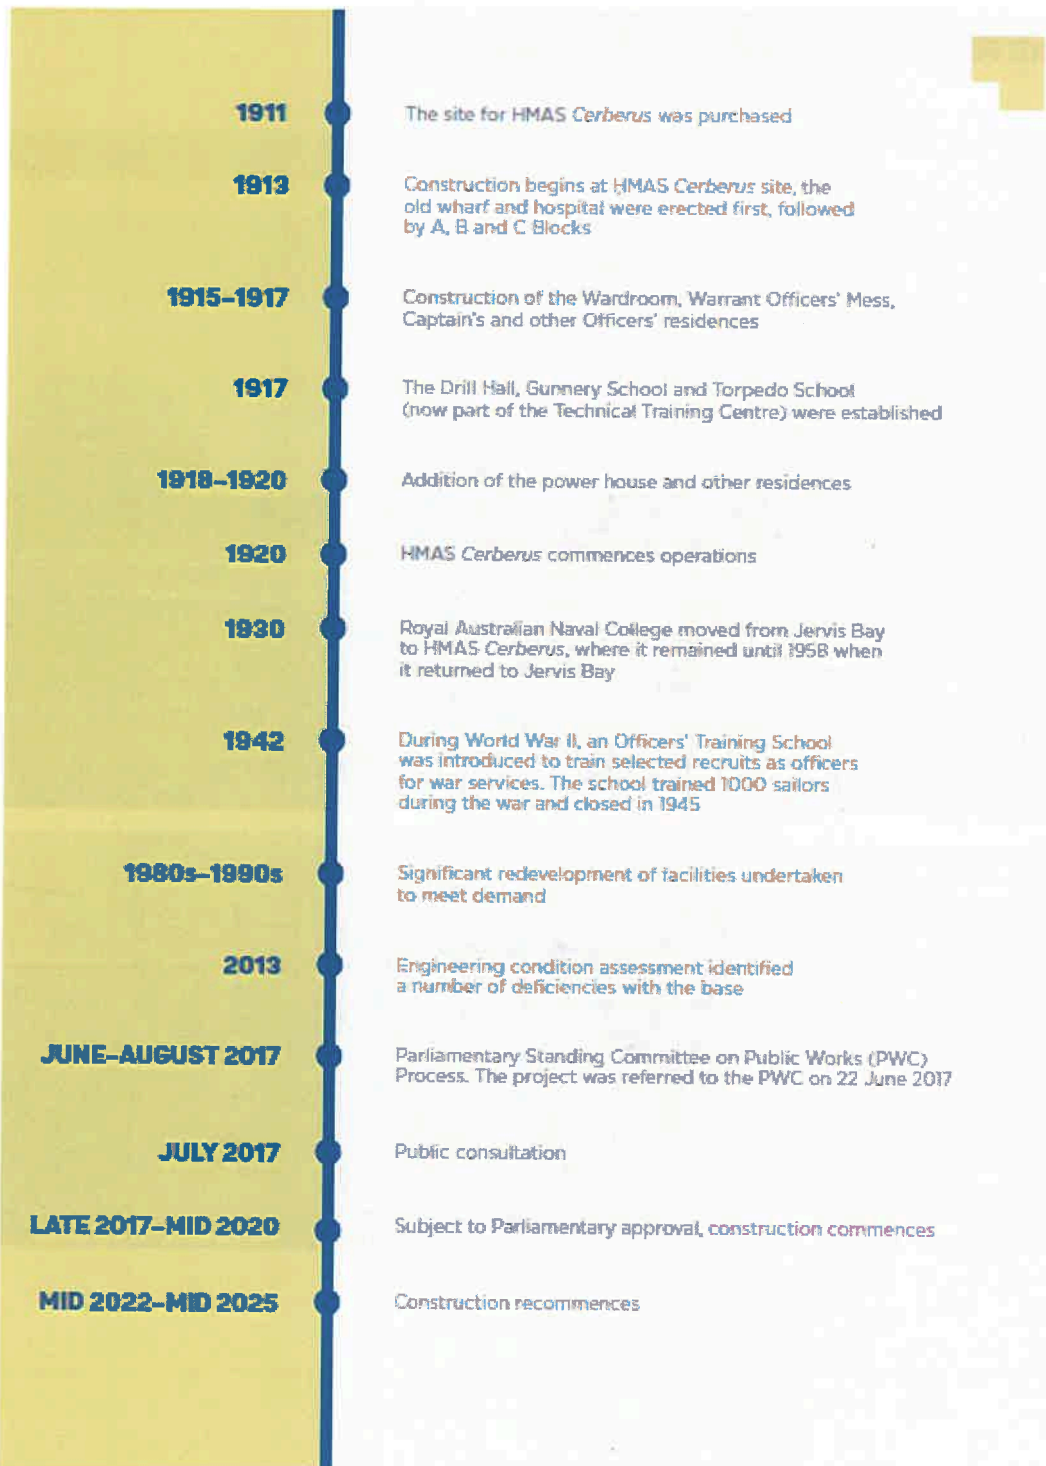 1911
The site for HMAS Cerberus was purchased
1913
Construction begins at HMAS Cerberus site, the
old wharf and hospital were erected first, followed
by A, B and C Blocks
1915–1917
Construction of the Wardroom, Warrant Officers' Mess,
Captain's and other Officers' residences
1917
The Drill Hall, Gunnery School and Torpedo School
(now part of the Technical Training Centre) were established
1918–1920
Addition of the power house and other residences
1920
HMAS Cerberus commences operations
1930
Royal Australian Naval College moved from Jervis Bay
to HMAS Cerberus, where it remained until 1958 when
it returned to Jervis Bay
1942
During World War II, an Officers' Training School
was introduced to train selected recruits as officers
for war services. The school trained 1000 sailors
during the war and closed in 1945
1980s–1990s
Significant redevelopment of facilities undertaken
to meet demand
2013
Engineering condition assessment identified
a number of deficiencies with the base
JUNE–AUGUST 2017
Parliamentary Standing Committee on Public Works (PWC)
Process. The project was referred to the PWC on 22 June 2017
JULY 2017
Public consultation
LATE 2017–MID 2020
Subject to Parliamentary approval, construction commences
MID 2022–MID 2025
Construction recommences